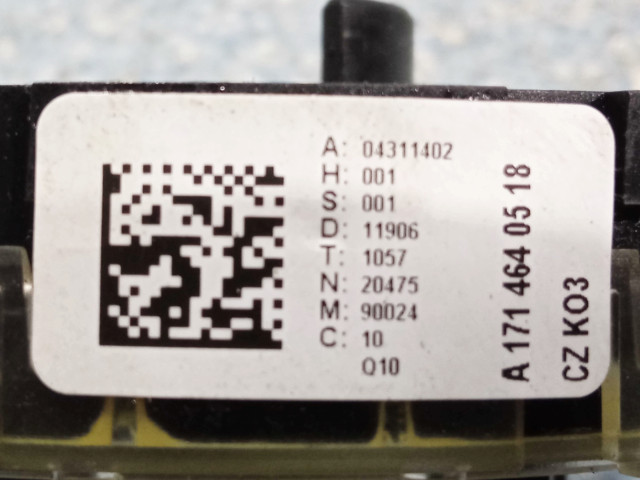 A: 04311402
H: 001
S: 001
D: 11906
T: 1057
N: 20475
M: 90024
C: 10
Q10
A 171 464 05 18
CZ KO3